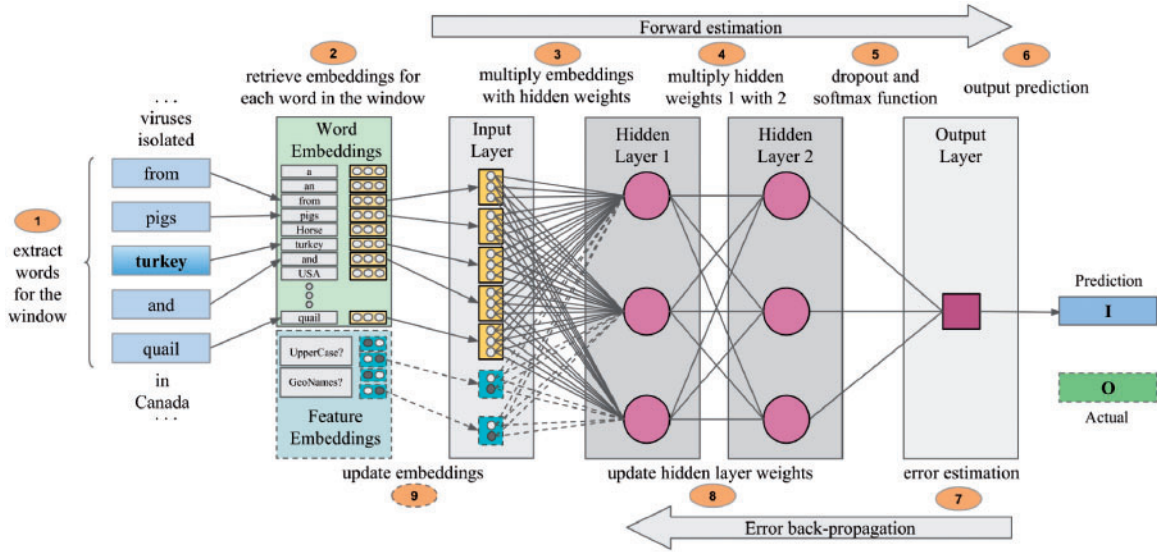 Forward estimation
2
3
4
5
6
retrieve embeddings for
each word in the window
multiply embeddings
with hidden weights
multiply hidden
weights 1 with 2
dropout and
softmax function
output prediction
. . .
viruses
isolated
from
pigs
turkey
and
quail
in
Canada
. . .
1
extract
words
for the
window
Word
Embeddings
a
an
from
pigs
Horse
turkey
and
USA
quail
UpperCase?
GeoNames?
Feature
Embeddings
Input
Layer
Hidden
Layer 1
Hidden
Layer 2
Output
Layer
Prediction
I
O
Actual
update embeddings
9
update hidden layer weights
8
error estimation
7
Error back-propagation